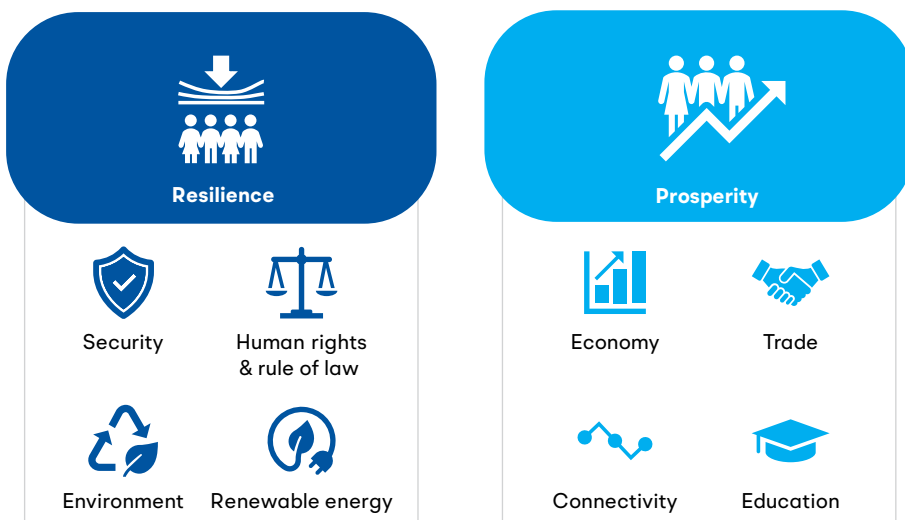 Resilience
Security
Human rights
& rule of law
Environment
Renewable energy
Prosperity
Economy
Trade
Connectivity
Education